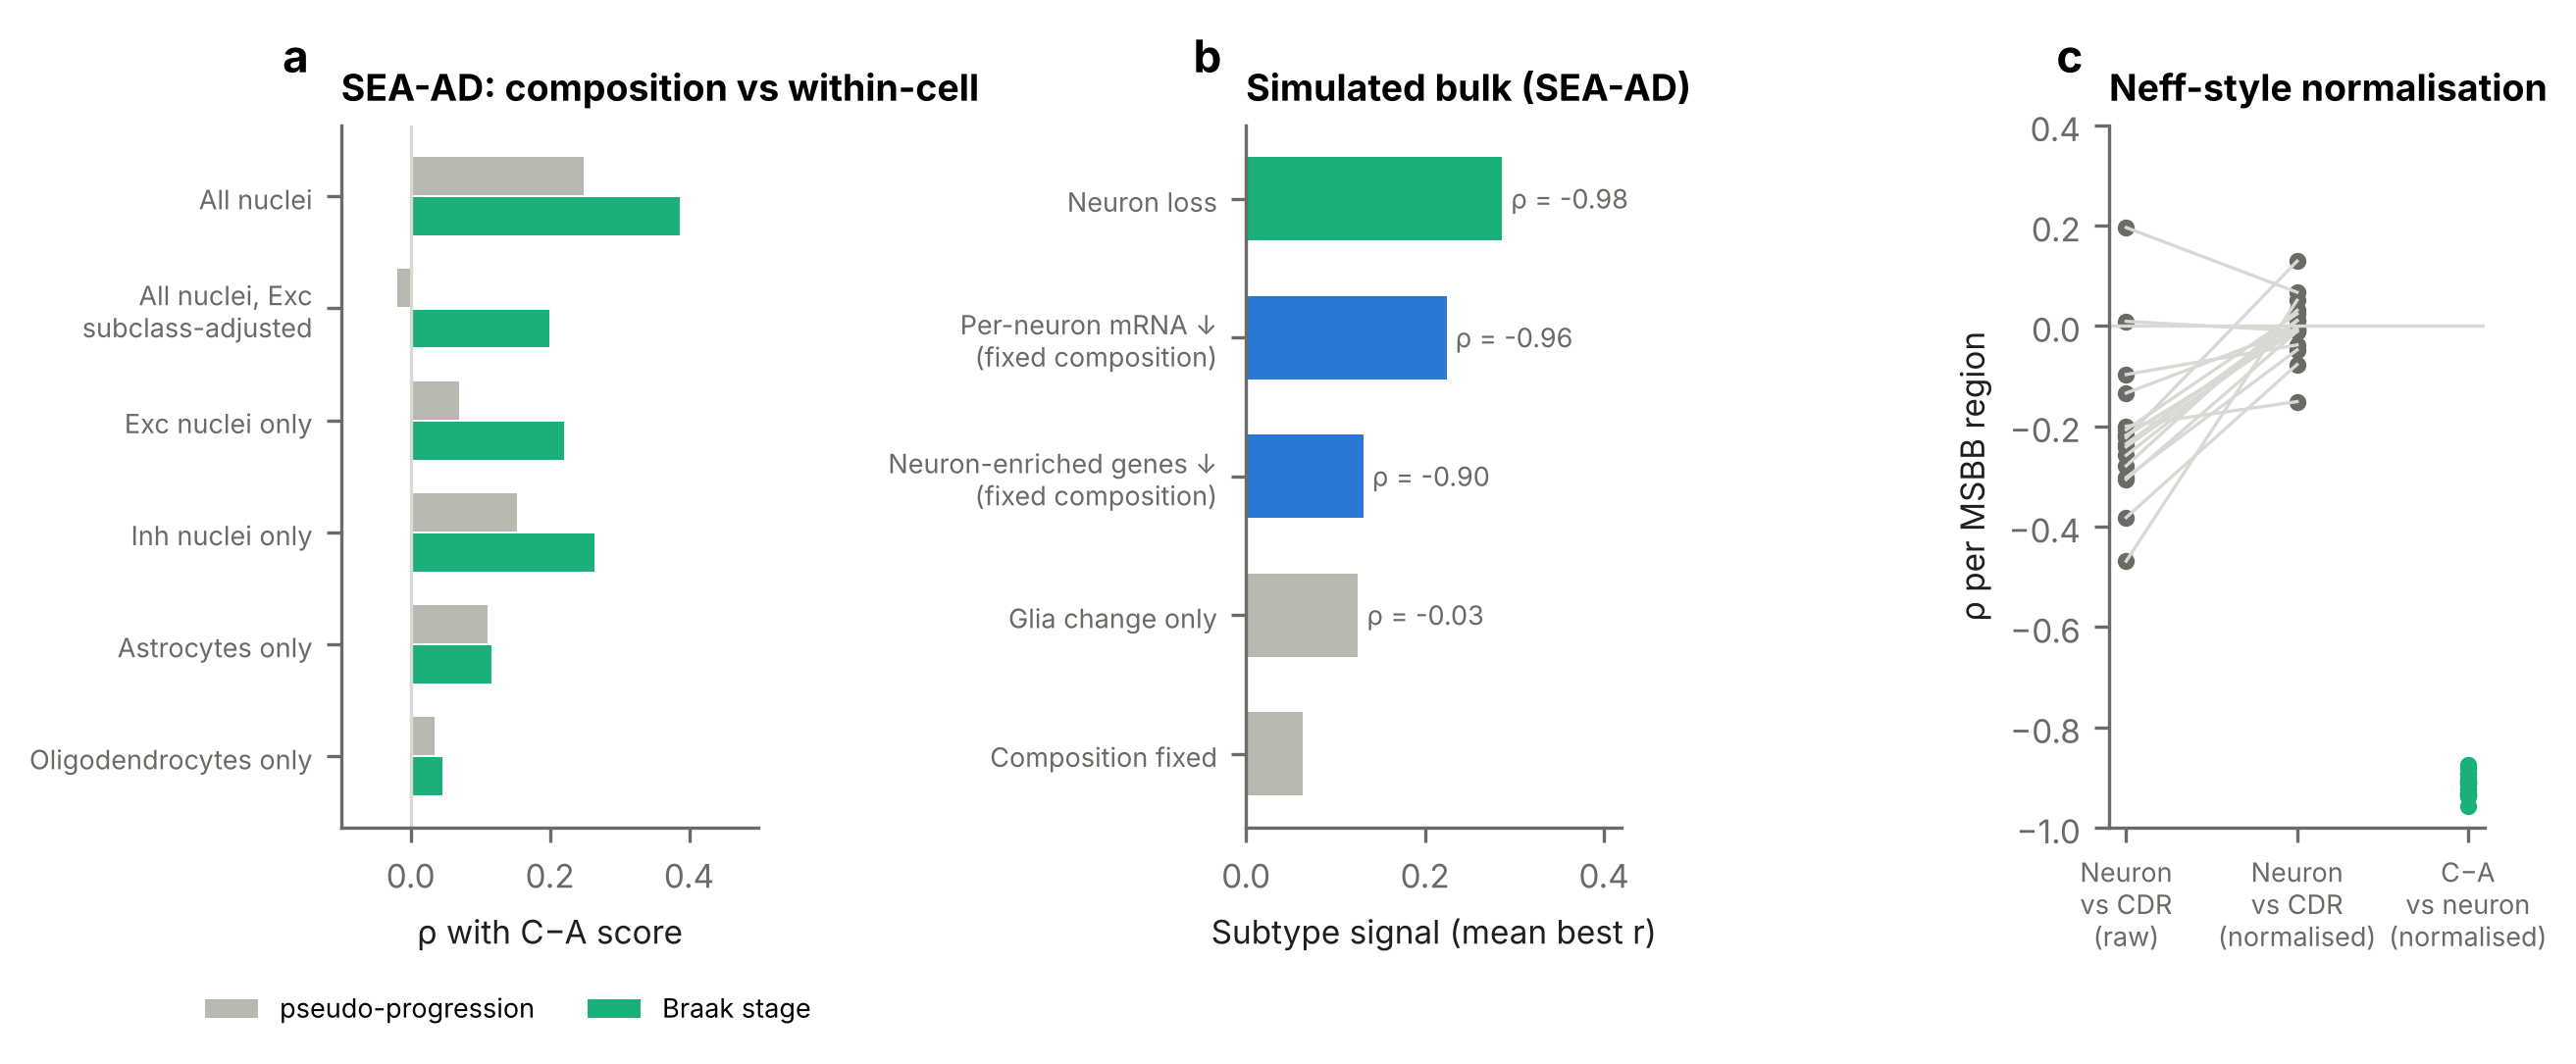 a
SEA-AD: composition vs within-cell
All nuclei
All nuclei, Exc
subclass-adjusted
Exc nuclei only
Inh nuclei only
Astrocytes only
Oligodendrocytes only
0.0
0.2
0.4
ρ with C−A score
pseudo-progression
Braak stage
b
Simulated bulk (SEA-AD)
Neuron loss
ρ = -0.98
Per-neuron mRNA ↓
(fixed composition)
ρ = -0.96
Neuron-enriched genes ↓
(fixed composition)
ρ = -0.90
Glia change only
ρ = -0.03
Composition fixed
0.0
0.2
0.4
Subtype signal (mean best r)
c
Neff-style normalisation
ρ per MSBB region
0.4
0.2
0.0
−0.2
−0.4
−0.6
−0.8
−1.0
Neuron
vs CDR
(raw)
Neuron
vs CDR
(normalised)
C−A
vs neuron
(normalised)